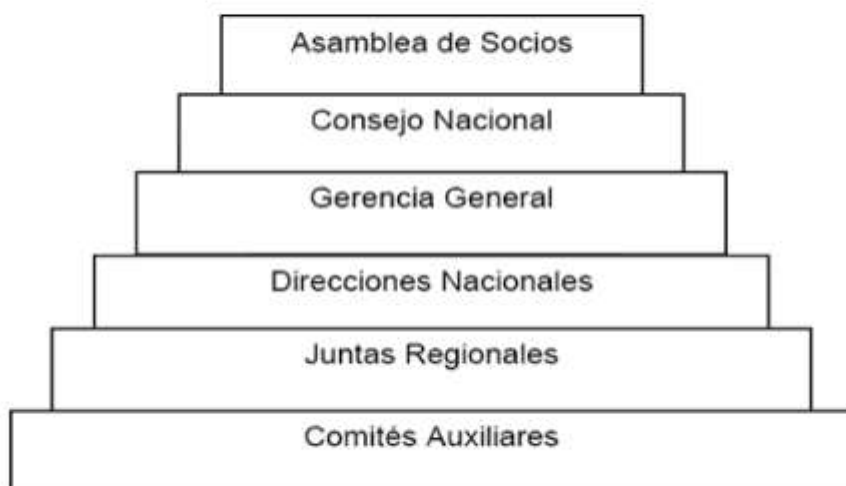 Asamblea de Socios
Consejo Nacional
Gerencia General
Direcciones Nacionales
Juntas Regionales
Comités Auxiliares